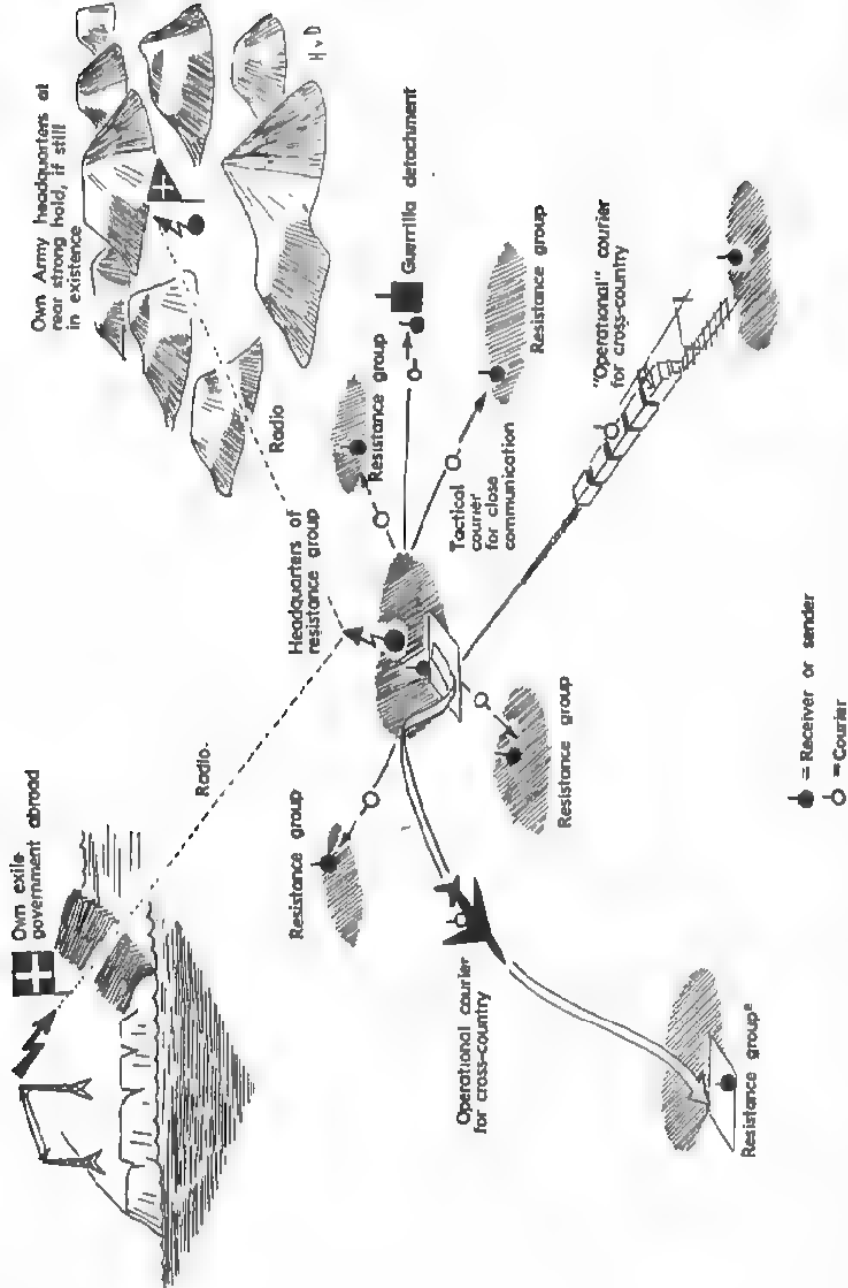 Own exile
government abroad
Own Army headquarters at
rear strong hold, if still
in existence
H v D
Radio.
Radio
Headquarters of
resistance group
Resistance group
Resistance group
Guerrilla detachment
Tactical
courier
for close
communication
Resistance group
Operational courier
for cross-country
Resistance group
"Operational" courier
for cross-country
Resistance group²
= Receiver or sender
= Courier